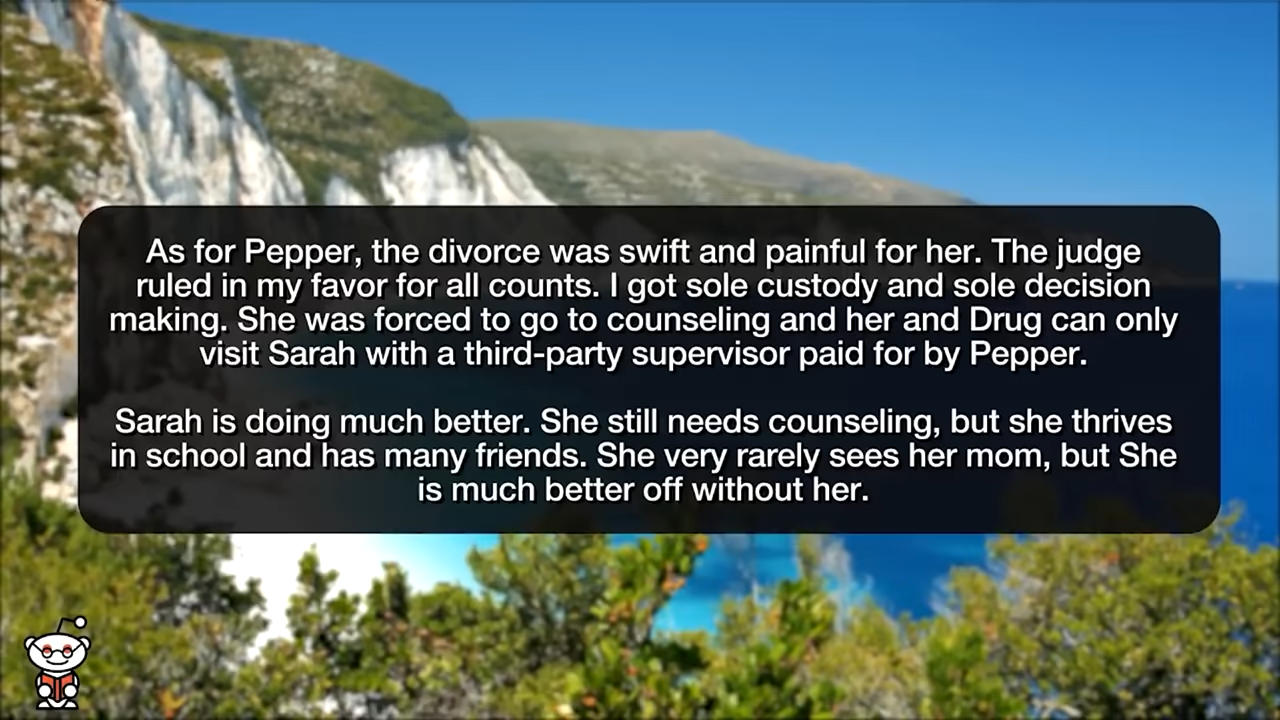 As for Pepper, the divorce was swift and painful for her. The judge
ruled in my favor for all counts. I got sole custody and sole decision
making. She was forced to go to counseling and her and Drug can only
visit Sarah with a third-party supervisor paid for by Pepper.
Sarah is doing much better. She still needs counseling, but she thrives
in school and has many friends. She very rarely sees her mom, but She
is much better off without her.